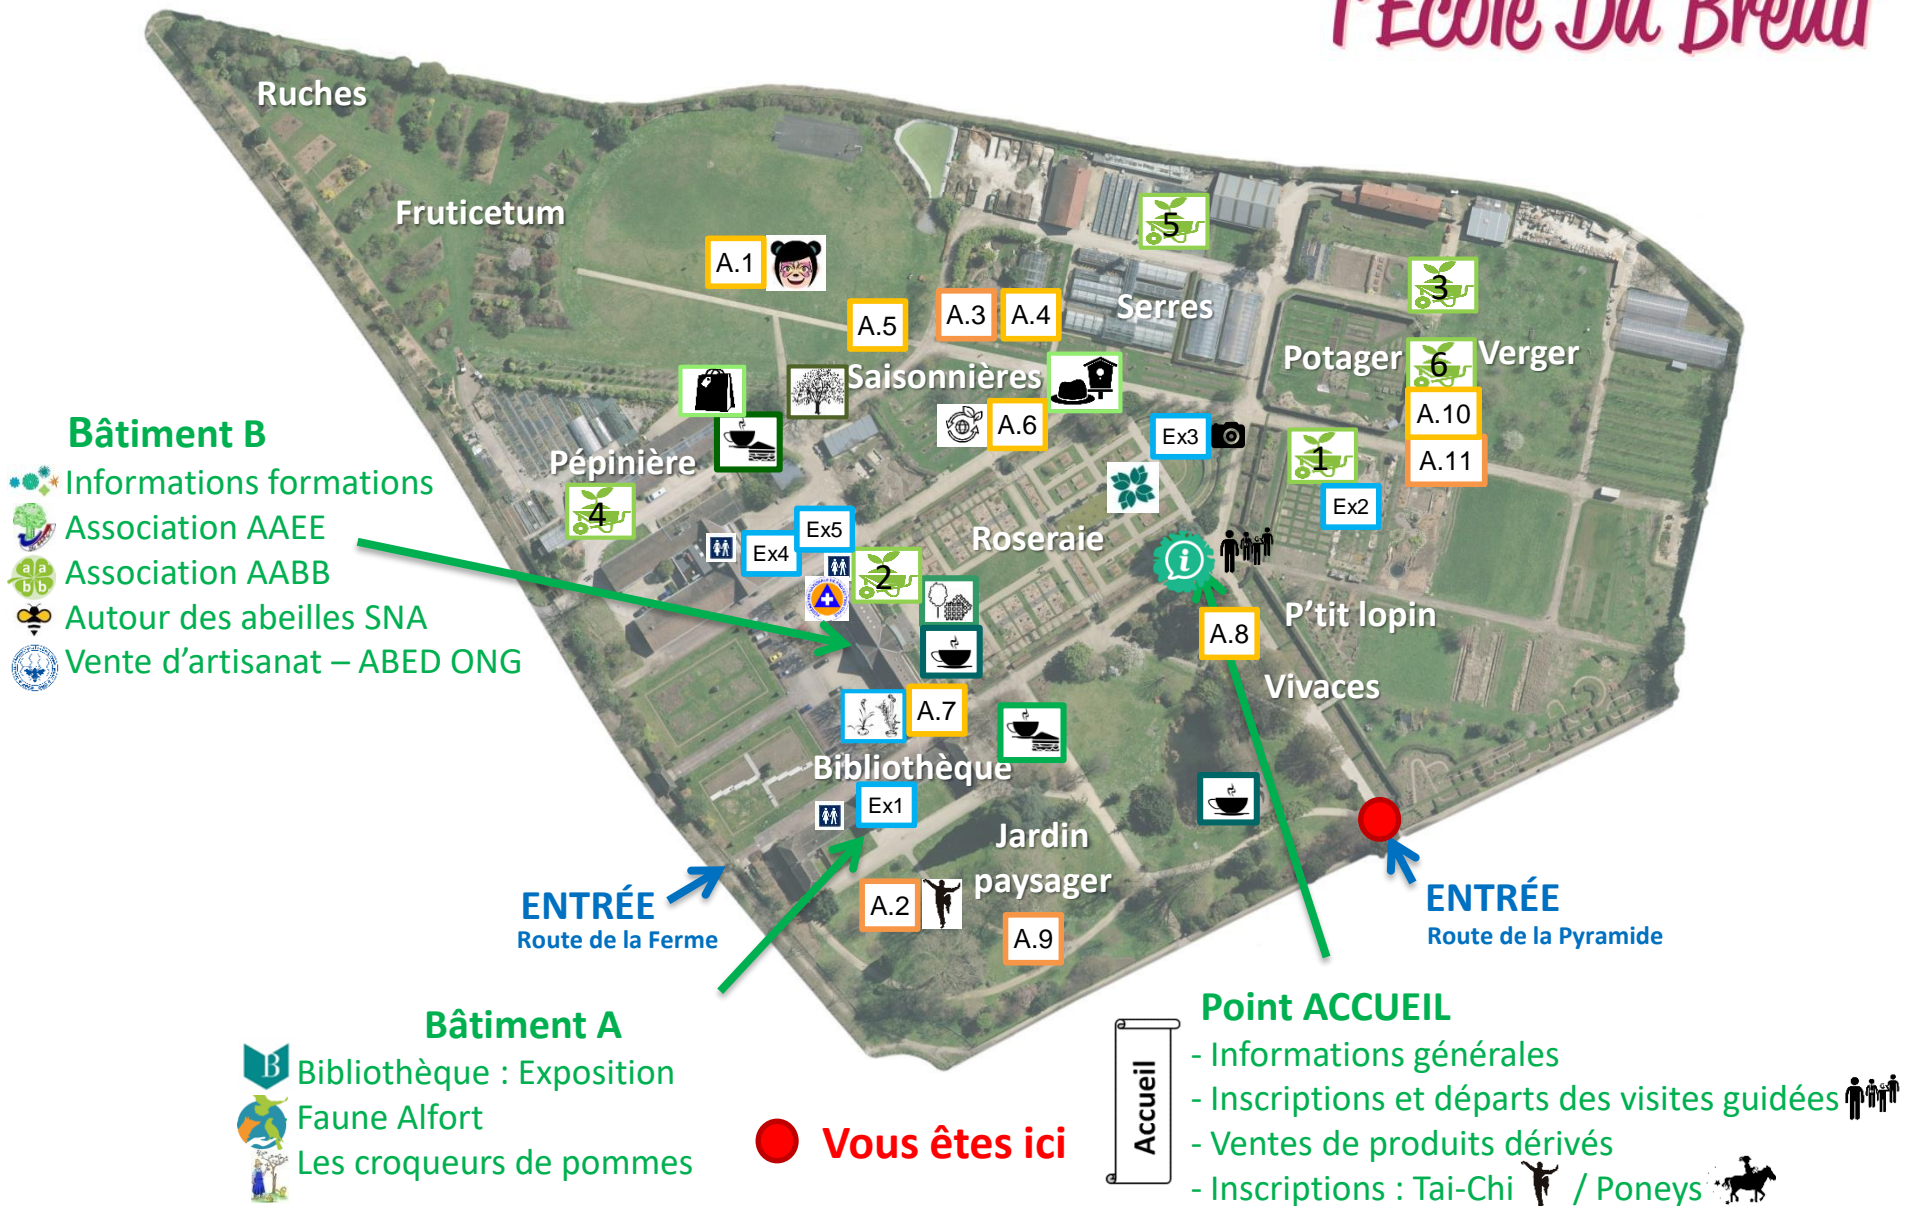 l'Ecole Du Breuil
Ruches
Fruticetum
A.1
5
A.5
A.3
A.4
Serres
3
Potager
6
Verger
Saisonnières
A.6
A.10
Ex3
1
A.11
Pépinière
4
Ex2
Ex5
Ex4
Roseraie
2
i
P'tit lopin
A.8
Vivaces
A.7
Bibliothèque
Ex1
Jardin
paysager
A.2
A.9
Bâtiment B
Informations formations
Association AAEE
a a
b b
Association AABB
Autour des abeilles SNA
Vente d'artisanat – ABED ONG
ENTRÉE
Route de la Ferme
ENTRÉE
Route de la Pyramide
Bâtiment A
B
Bibliothèque : Exposition
Faune Alfort
Les croqueurs de pommes
Vous êtes ici
Accueil
Point ACCUEIL
- Informations générales
- Inscriptions et départs des visites guidées
- Ventes de produits dérivés
- Inscriptions : Tai-Chi / Poneys